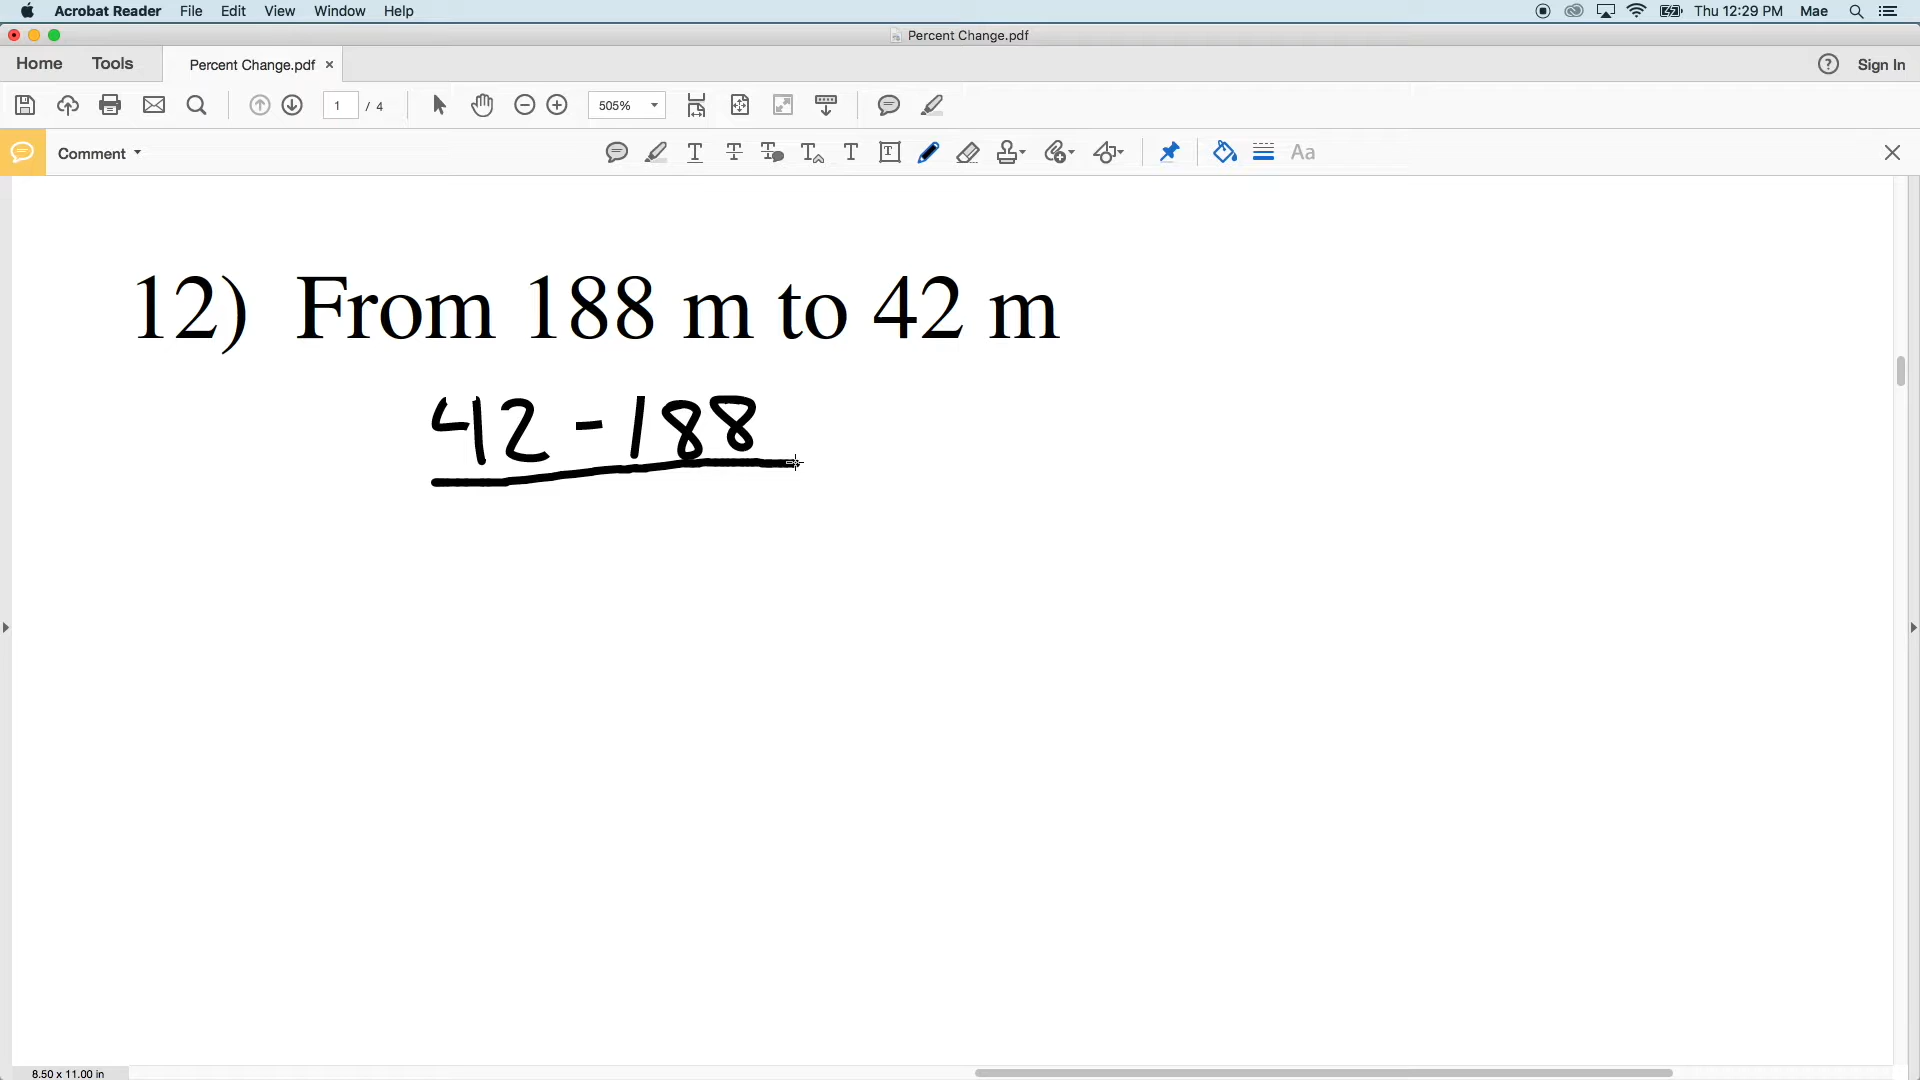 Acrobat Reader File Edit View Window Help Thu 12:29 PM Mae
Percent Change.pdf
Home Tools Percent Change.pdf × ? Sign In
1 / 4 505%
Comment T T T T T T Aa
12) From 188 m to 42 m
42 - 188
8.50 x 11.00 in